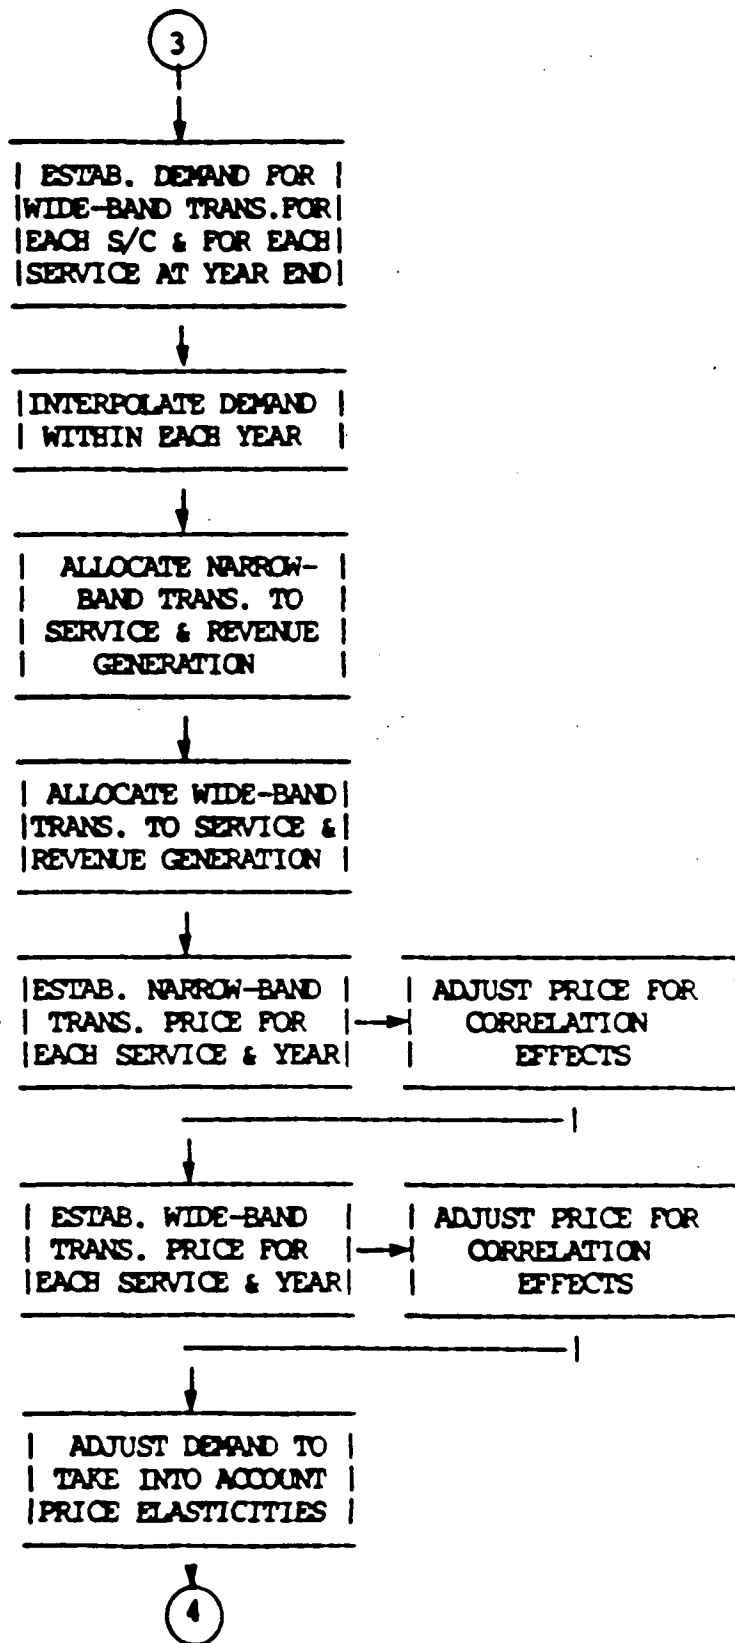 3
ESTAB. DEMAND FOR
WIDE-BAND TRANS.FOR
EACH S/C & FOR EACH
SERVICE AT YEAR END
INTERPOLATE DEMAND
WITHIN EACH YEAR
ALLOCATE NARROW-
BAND TRANS. TO
SERVICE & REVENUE
GENERATION
ALLOCATE WIDE-BAND
TRANS. TO SERVICE &
REVENUE GENERATION
ESTAB. NARROW-BAND
TRANS. PRICE FOR
EACH SERVICE & YEAR
ADJUST PRICE FOR
CORRELATION
EFFECTS
ESTAB. WIDE-BAND
TRANS. PRICE FOR
EACH SERVICE & YEAR
ADJUST PRICE FOR
CORRELATION
EFFECTS
ADJUST DEMAND TO
TAKE INTO ACCOUNT
PRICE ELASTICITIES
4